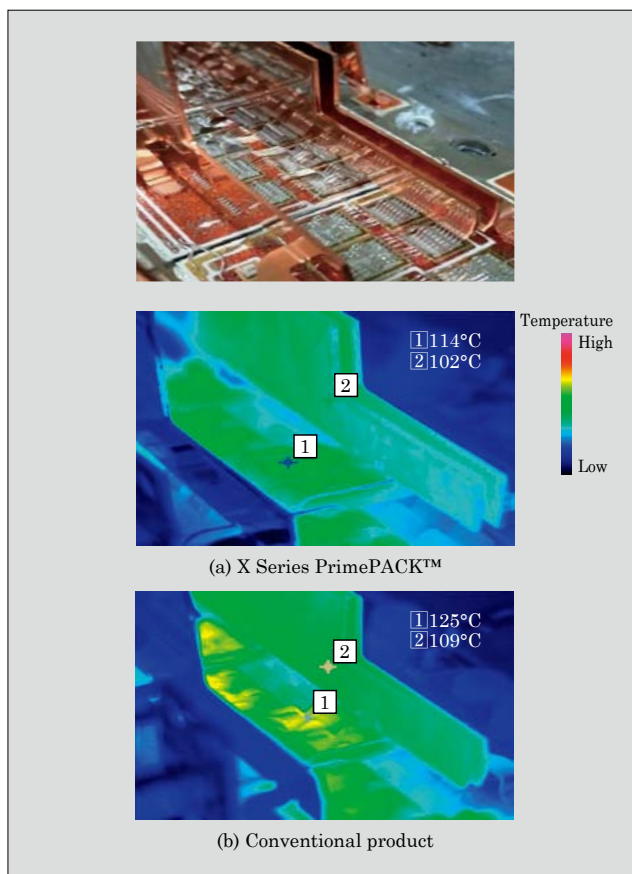 Temperature
High
Low
1 114°C
2 102°C
2
1
(a) X Series PrimePACK™
1 125°C
2 109°C
2
1
(b) Conventional product